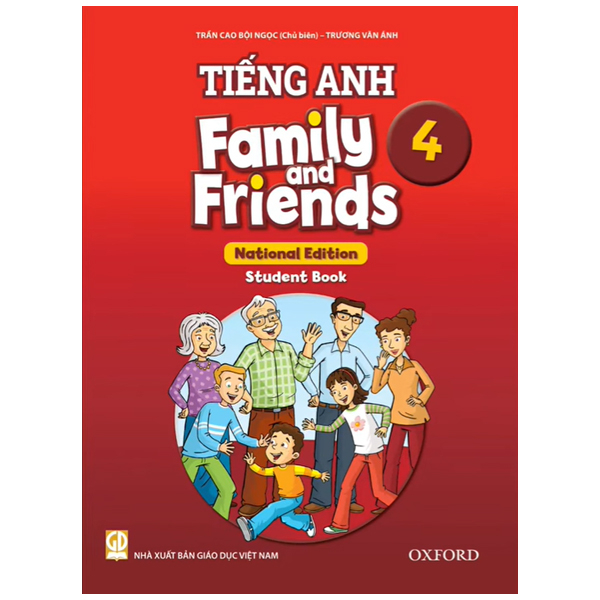 TRẦN CAO BỘI NGỌC (Chủ biên) – TRƯƠNG VĂN ÁNH
TIẾNG ANH
Family
and
Friends
4
National Edition
Student Book
GD
NHÀ XUẤT BẢN GIÁO DỤC VIỆT NAM
OXFORD